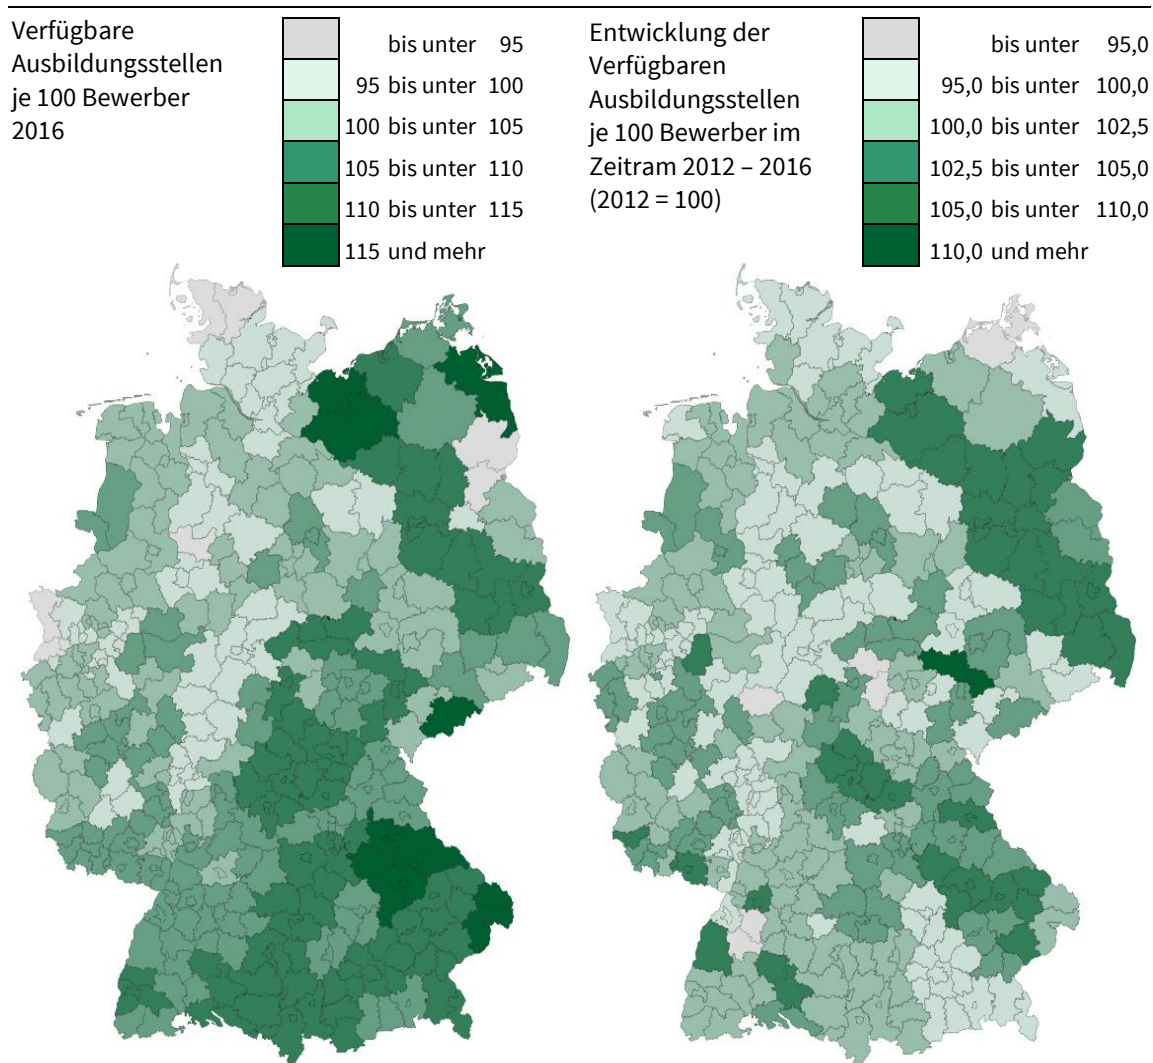 Verfügbare
Ausbildungsstellen
je 100 Bewerber
2016
bis unter 95
95 bis unter 100
100 bis unter 105
105 bis unter 110
110 bis unter 115
115 und mehr
Entwicklung der
Verfügbaren
Ausbildungsstellen
je 100 Bewerber im
Zeitram 2012 – 2016
(2012 = 100)
bis unter 95,0
95,0 bis unter 100,0
100,0 bis unter 102,5
102,5 bis unter 105,0
105,0 bis unter 110,0
110,0 und mehr